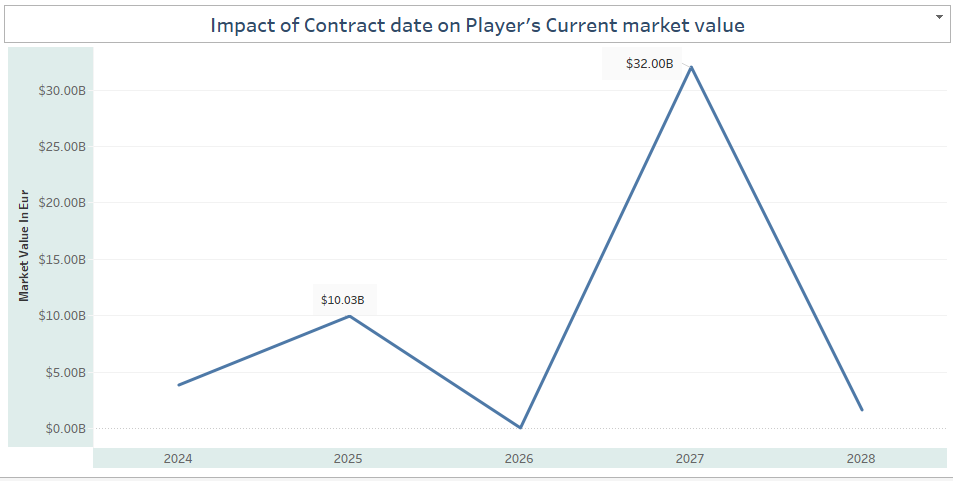 Impact of Contract date on Player's Current market value
$32.00B
$30.00B
$25.00B
$20.00B
$15.00B
$10.03B
$10.00B
$5.00B
$0.00B
Market Value In Eur
2024
2025
2026
2027
2028